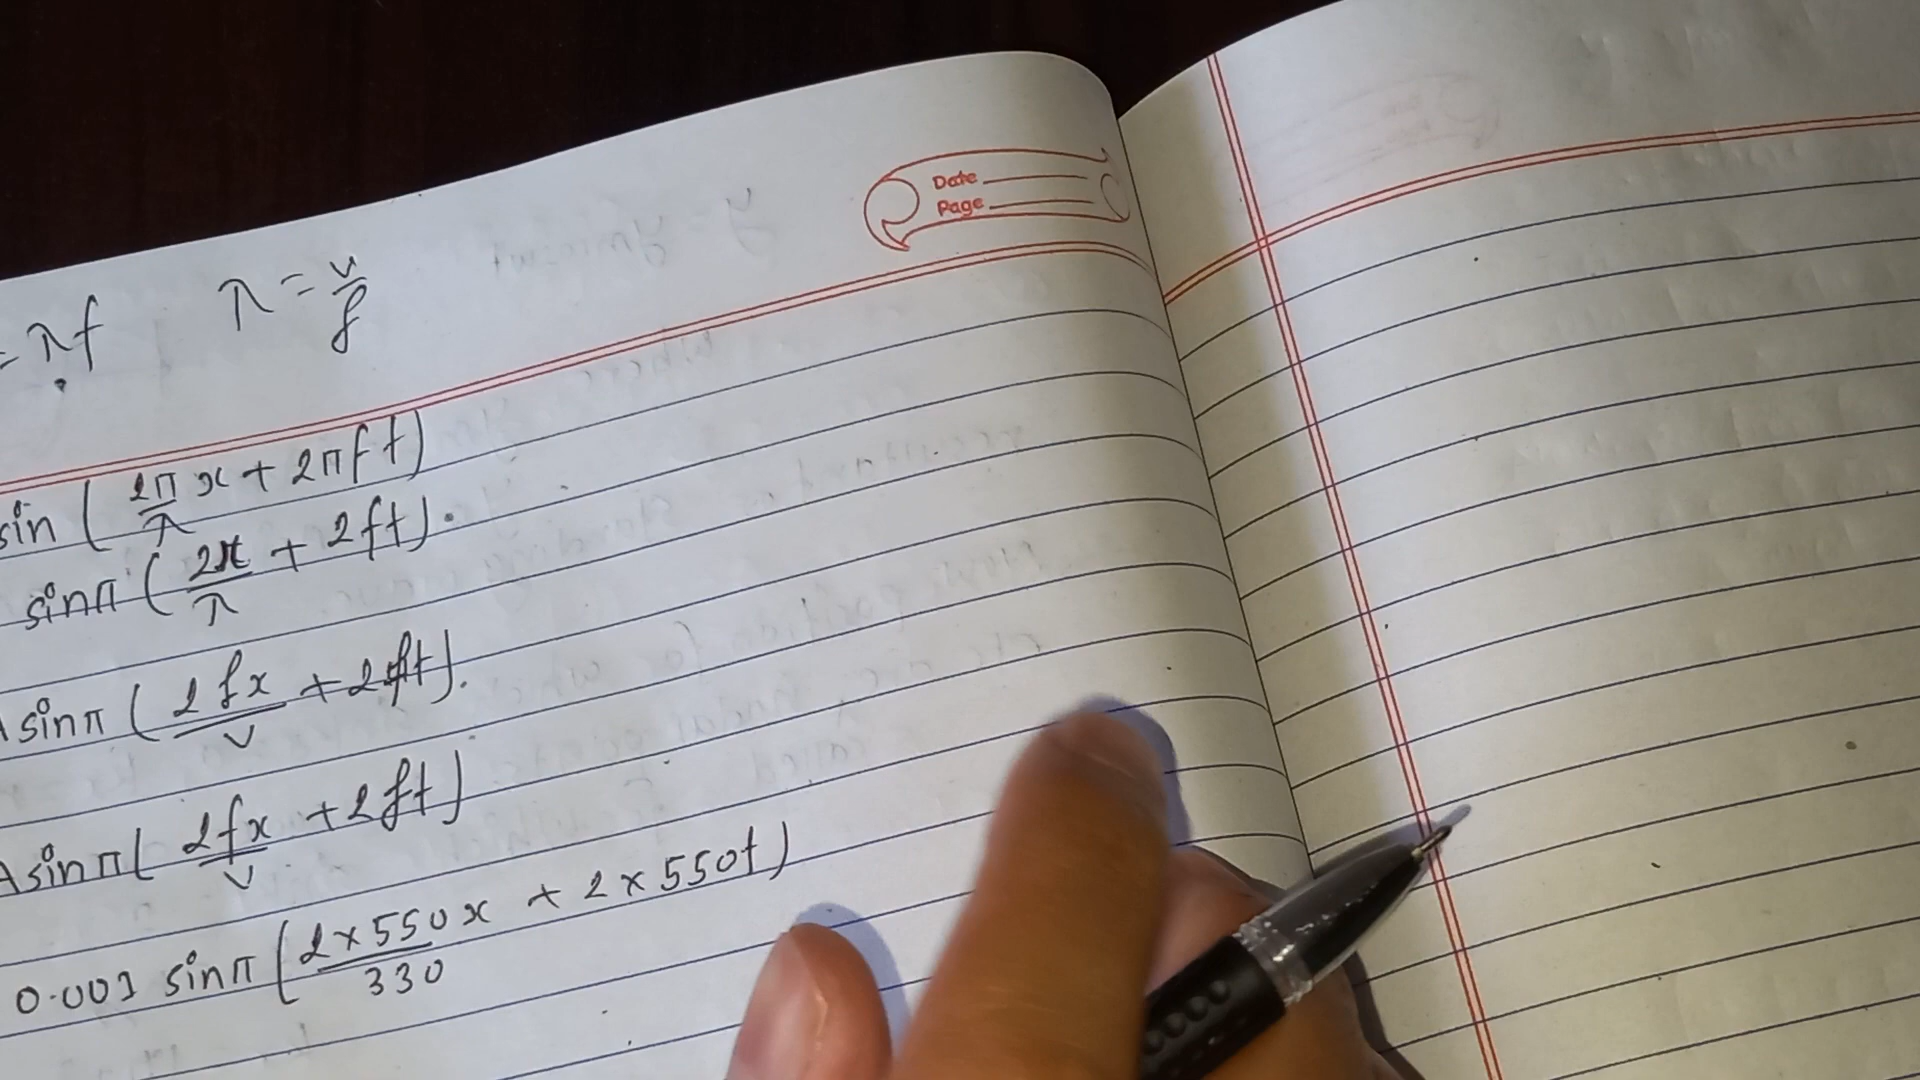 Date
Page
= λf λ = v/f
sin ( 2π/λ x + 2πft)
sinπ ( 2x/λ + 2ft).
A sinπ ( 2fx/v + 2ft).
A sinπ ( 2fx/v + 2ft)
0.001 sinπ ( 2×550x/330 + 2×550t)